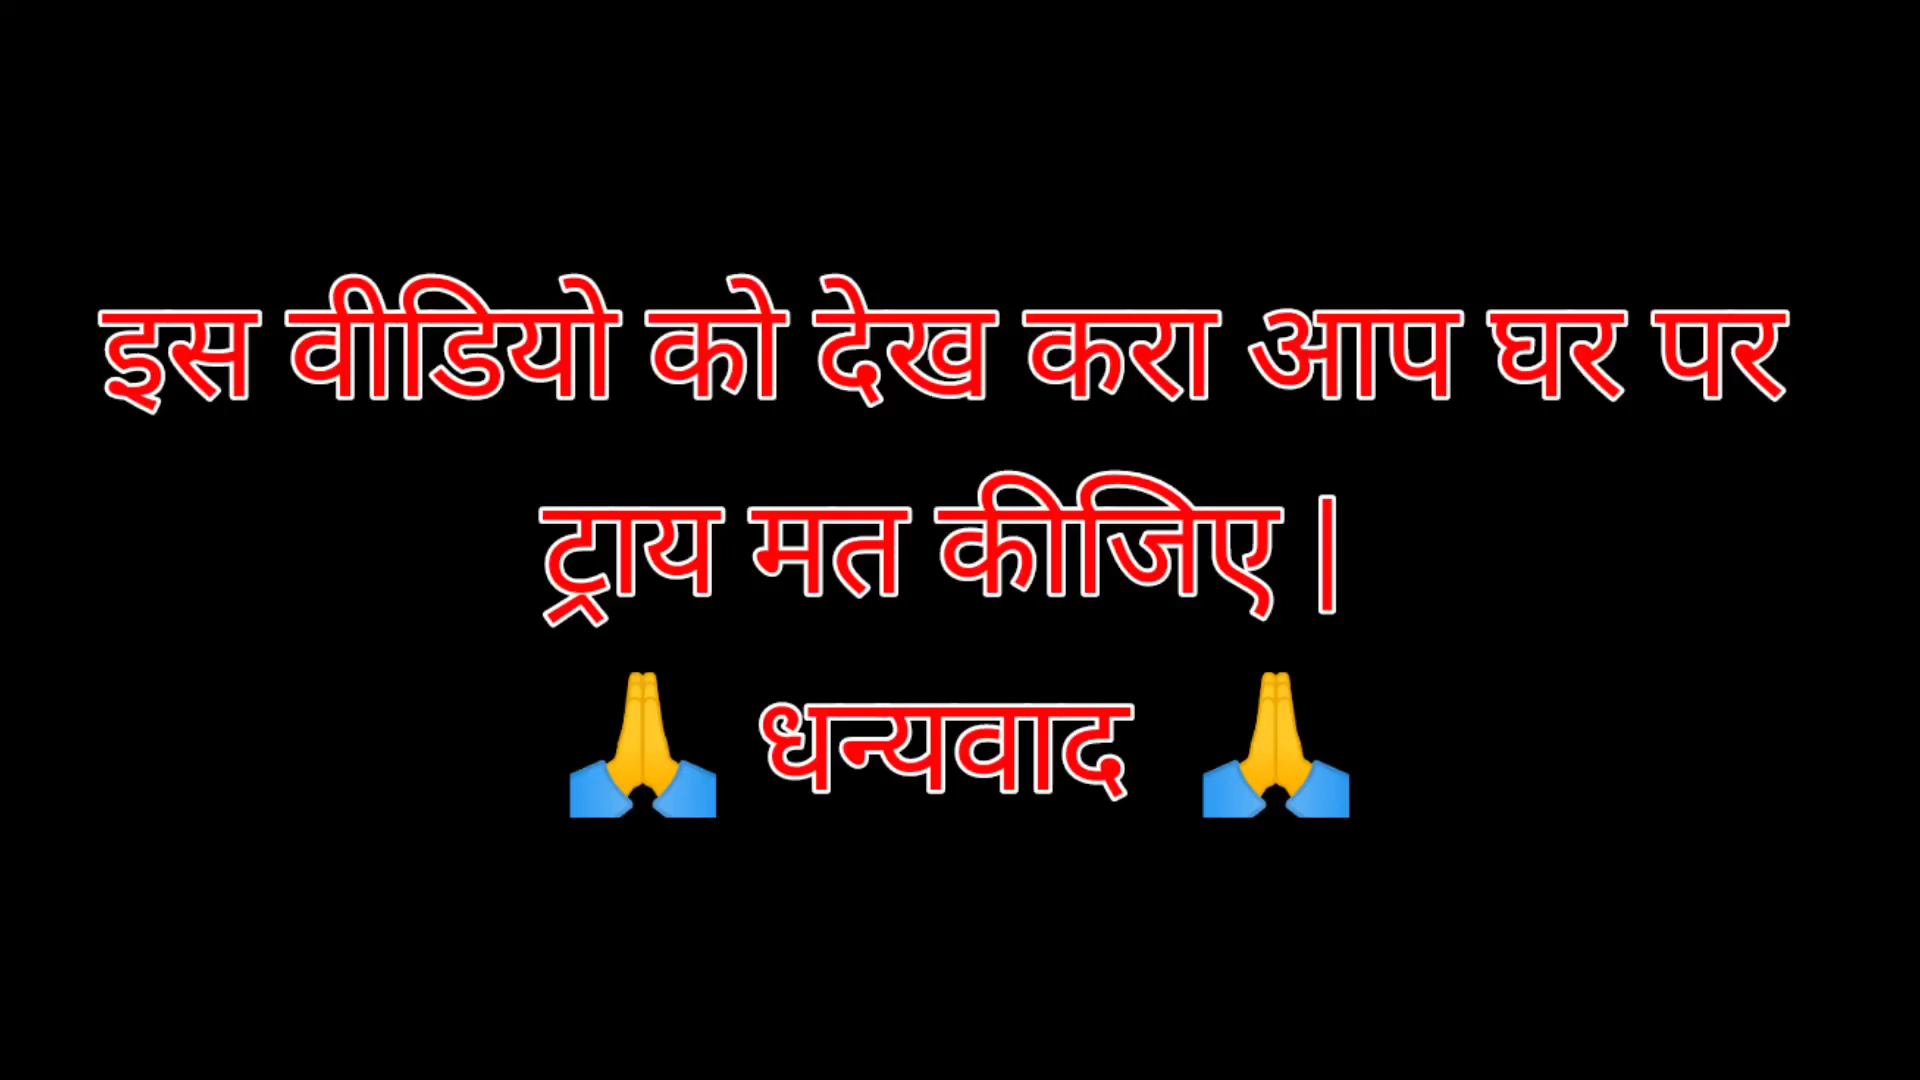 इस वीडियो को देख करा आप घर पर
ट्राय मत कीजिए |
🙏 धन्यवाद 🙏